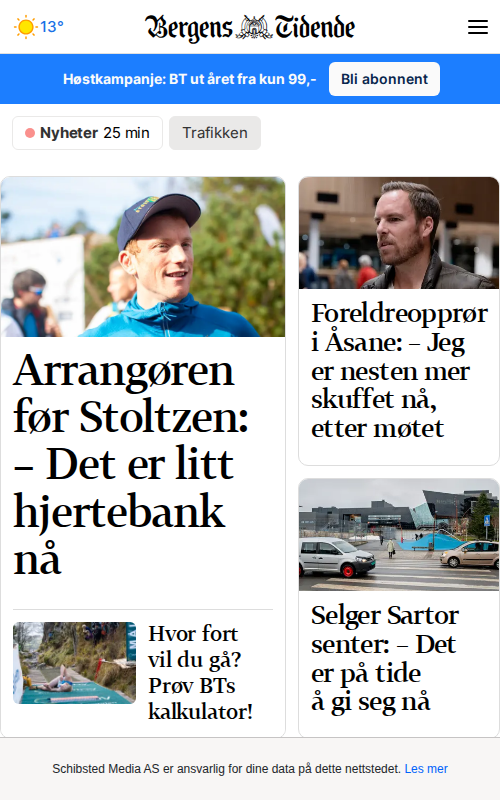 13°
Bergens Tidende
Høstkampanje: BT ut året fra kun 99,-
Bli abonnent
Nyheter 25 min
Trafikken
Arrangøren
før Stoltzen:
– Det er litt
hjertebank
nå
Hvor fort
vil du gå?
Prøv BTs
kalkulator!
Foreldreopprør
i Åsane: – Jeg
er nesten mer
skuffet nå,
etter møtet
Selger Sartor
senter: – Det
er på tide
å gi seg nå
Schibsted Media AS er ansvarlig for dine data på dette nettstedet. Les mer